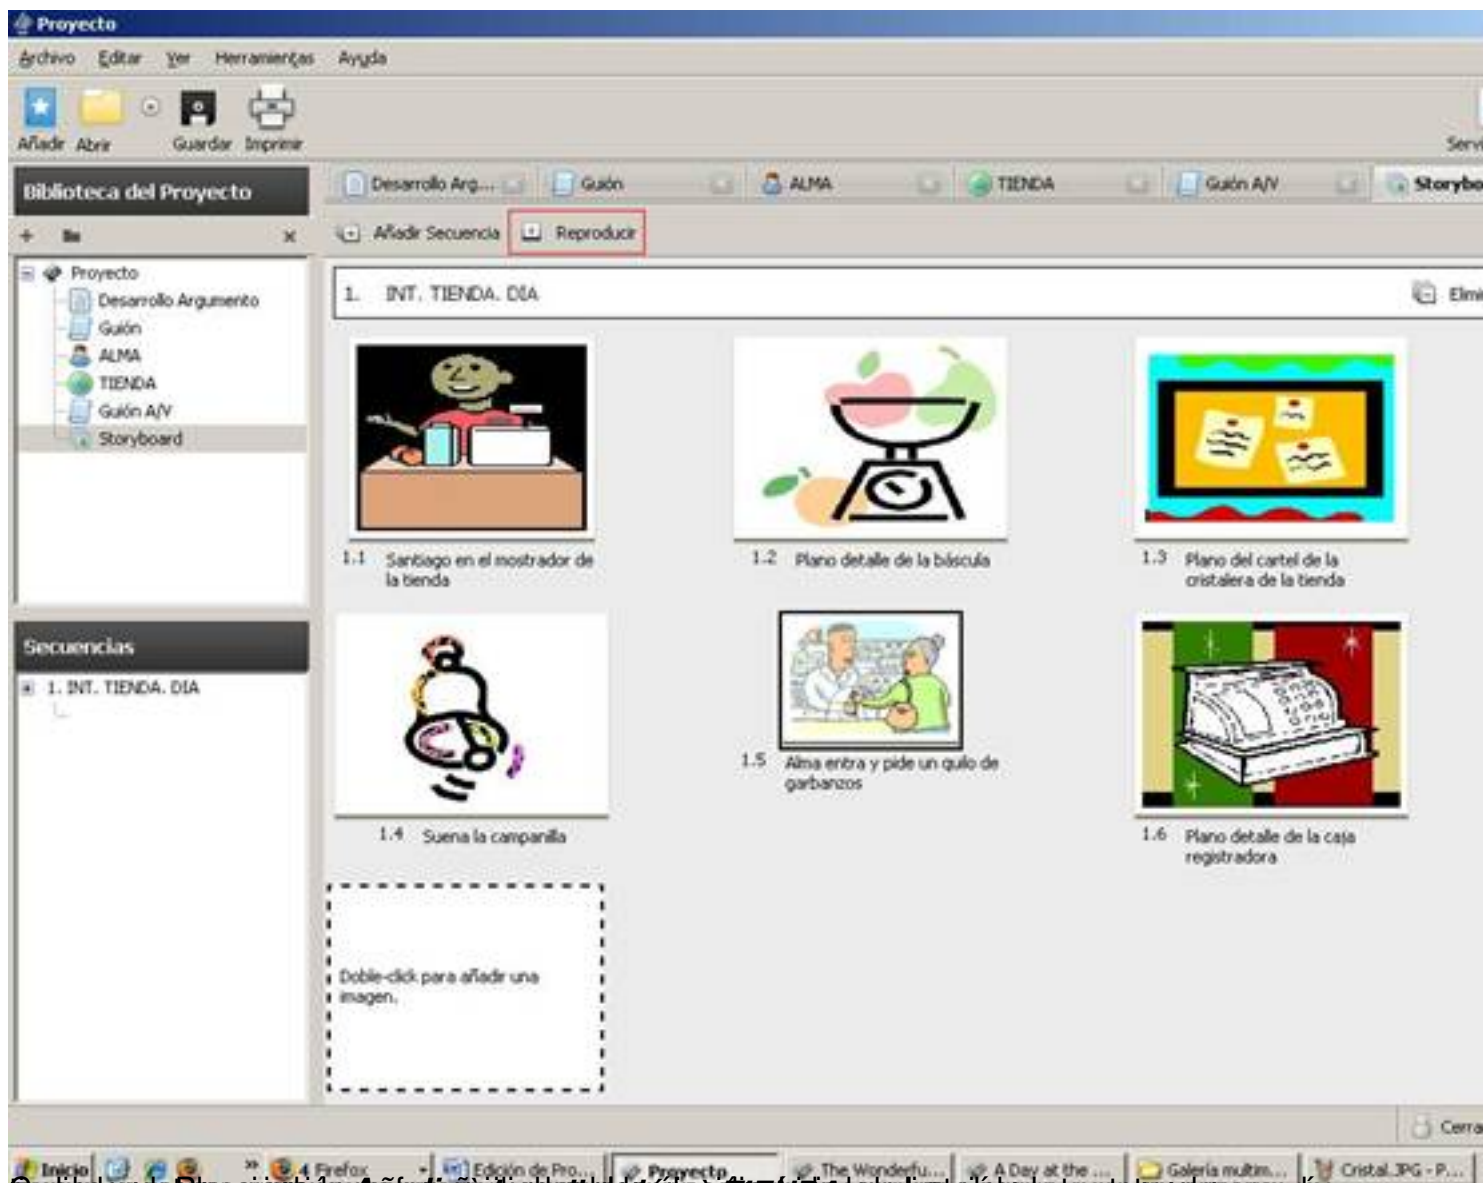 Proyecto
Archivo Editar Ver Herramientas Ayuda
Añadir Abrir Guardar Imprimir
Biblioteca del Proyecto
Desarrollo Arg... Guión ALMA TIENDA Guión A/V
Añadir Secuencia Reproducir
Proyecto
Desarrollo Argumento
Guión
ALMA
TIENDA
Guión A/V
Storyboard
1. INT. TIENDA. DIA
1.1 Santiago en el mostrador de
la tienda
1.2 Plano detalle de la báscula
1.3 Plano del cartel de la
cristalera de la tienda
Secuencias
1. INT. TIENDA. DIA
1.4 Suena la campanilla
1.5 Alma entra y pide un quilo de
garbanzos
1.6 Plano detalle de la caja
registradora
Doble-click para añadir una
imagen.
Inicio 4 Firefox Edición de Pro... Proyecto The Wonderfu... A Day at the ... Galería multim... Cristal.JPG - P...